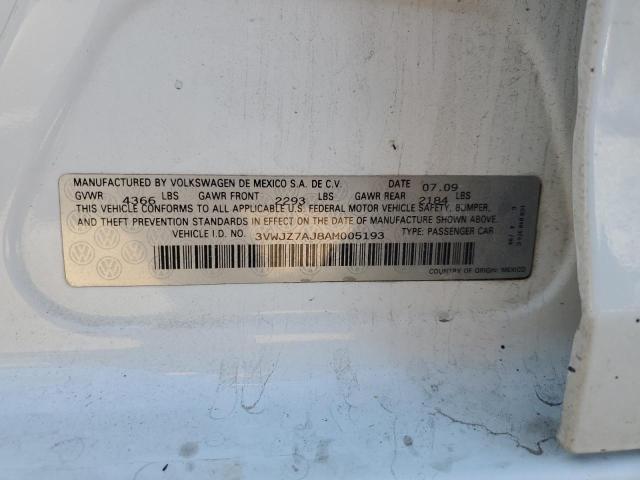 MANUFACTURED BY VOLKSWAGEN DE MEXICO S.A. DE C.V. DATE 07.09
GVWR 4366 LBS GAWR FRONT 2293 LBS GAWR REAR 2184 LBS
THIS VEHICLE CONFORMS TO ALL APPLICABLE U.S. FEDERAL MOTOR VEHICLE SAFETY, BUMPER,
AND THEFT PREVENTION STANDARDS IN EFFECT ON THE DATE OF MANUFACTURE SHOWN ABOVE.
VEHICLE I.D. NO. 3VWJZ7AJ8AM005193 TYPE: PASSENGER CAR
COUNTRY OF ORIGIN: MEXICO